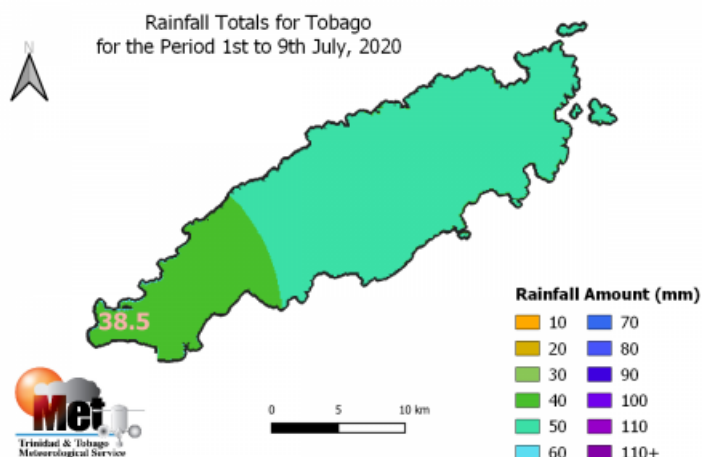 Rainfall Totals for Tobago
for the Period 1st to 9th July, 2020
N
38.5
Rainfall Amount (mm)
10 70
20 80
30 90
40 100
50 110
60 110+
0 5 10 km
Met
Trinidad & Tobago
Meteorological Service